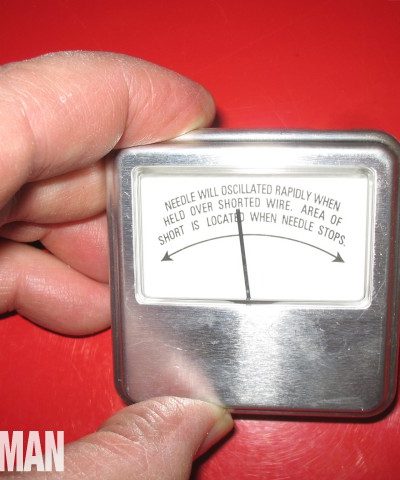 NEEDLE WILL OSCILLATED RAPIDLY WHEN
HELD OVER SHORTED WIRE. AREA OF
SHORT IS LOCATED WHEN NEEDLE STOPS.
MAN